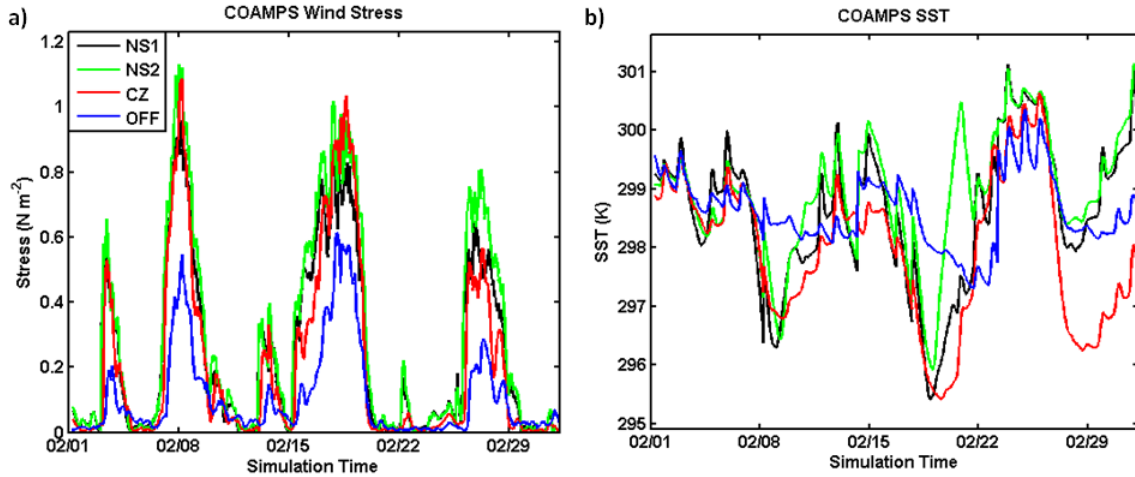 a)
COAMPS Wind Stress
NS1
NS2
CZ
OFF
Stress (N m⁻²)
1.2
1
0.8
0.6
0.4
0.2
0
02/01 02/08 02/15 02/22 02/29
Simulation Time
b)
COAMPS SST
SST (K)
301
300
299
298
297
296
295
02/01 02/08 02/15 02/22 02/29
Simulation Time